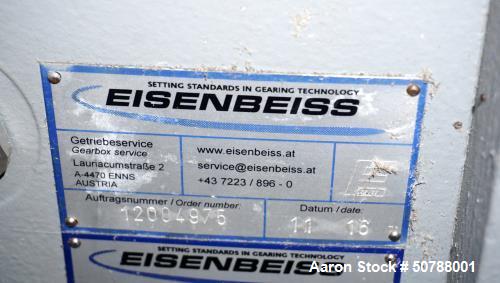 SETTING STANDARDS IN GEARING TECHNOLOGY
EISENBEISS
Getriebeservice
Gearbox service
Lauriacumstraße 2
A-4470 ENNS
AUSTRIA
www.eisenbeiss.at
service@eisenbeiss.at
+43 7223 / 896 - 0
E
Auftragsnummer / Order number:
Datum / date:
11 16
SETTING STANDARDS IN GEARING TECHNOLOGY
EISENBEISS
Aaron Stock # 50788001